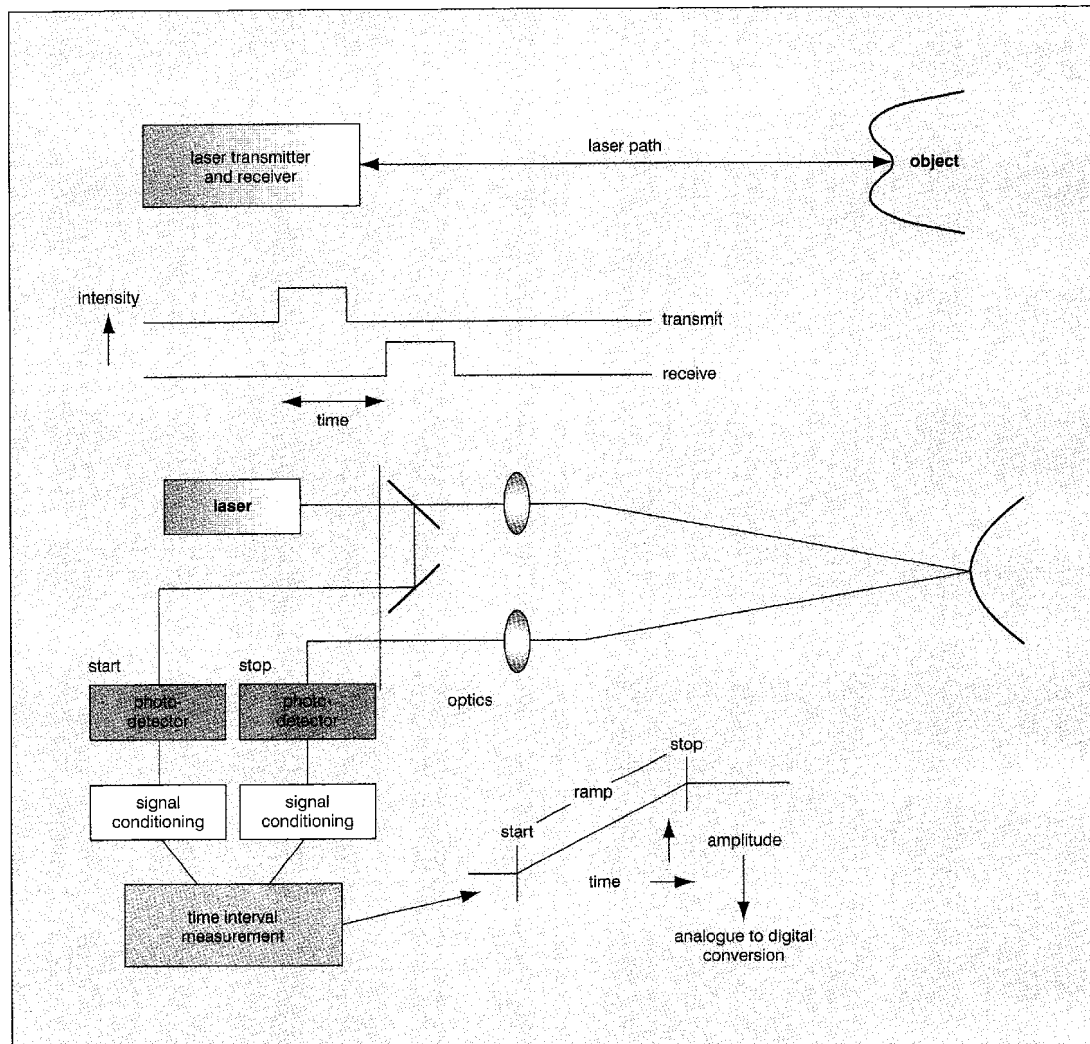 laser transmitter
and receiver
laser path
object
intensity
transmit
receive
time
laser
start
stop
photo-
detector
photo-
detector
optics
signal
conditioning
signal
conditioning
time interval
measurement
start
ramp
stop
time
amplitude
analogue to digital
conversion